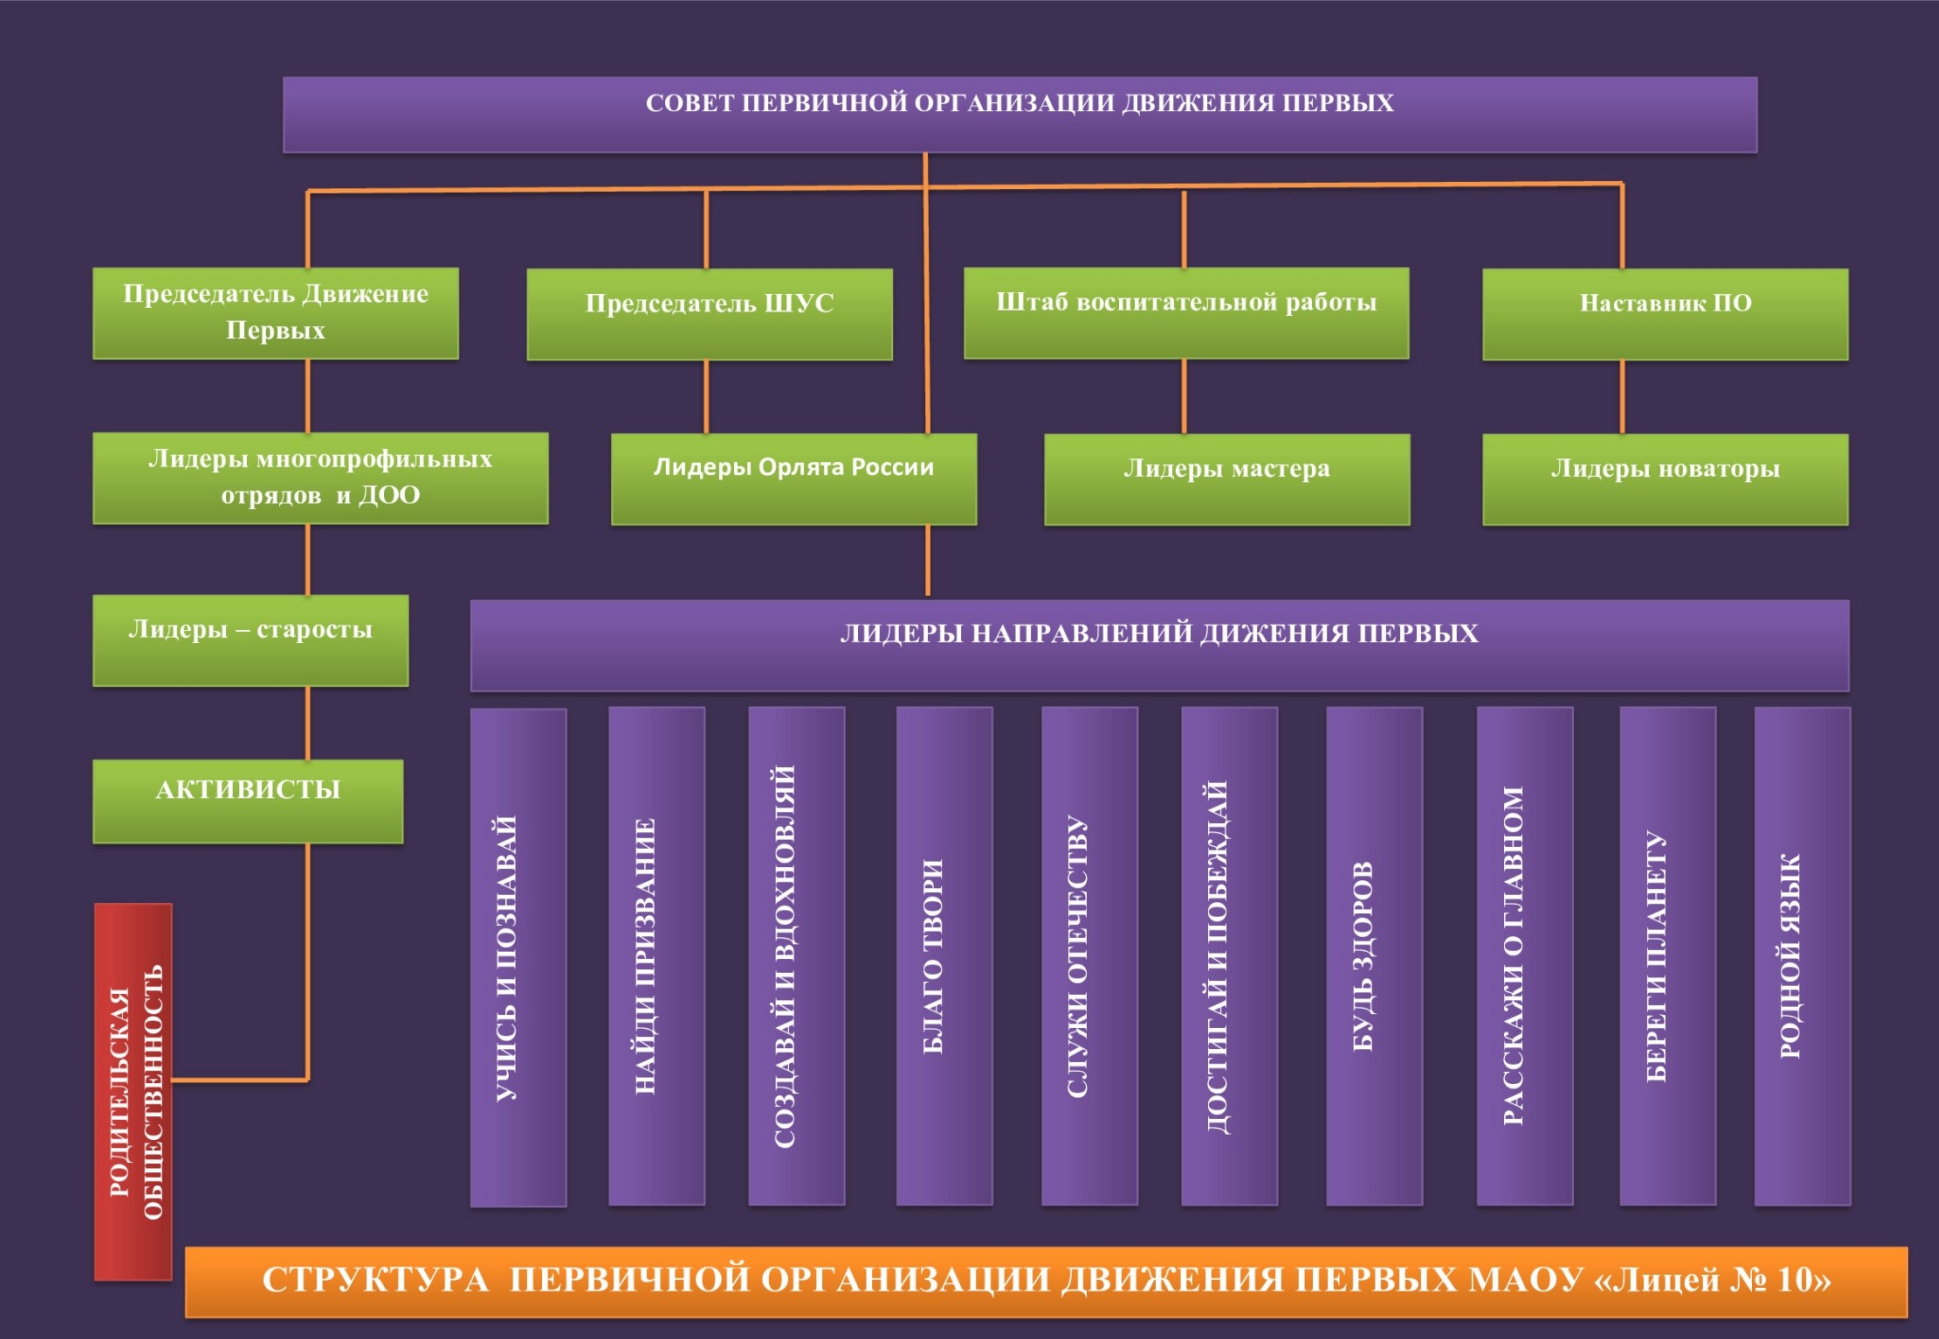 СОВЕТ ПЕРВИЧНОЙ ОРГАНИЗАЦИИ ДВИЖЕНИЯ ПЕРВЫХ
Председатель Движение
Первых
Председатель ШУС
Штаб воспитательной работы
Наставник ПО
Лидеры многопрофильных
отрядов и ДОО
Лидеры Орлята России
Лидеры мастера
Лидеры новаторы
Лидеры – старосты
ЛИДЕРЫ НАПРАВЛЕНИЙ ДИЖЕНИЯ ПЕРВЫХ
АКТИВИСТЫ
РОДИТЕЛЬСКАЯ
ОБЩЕСТВЕННОСТЬ
УЧИСЬ И ПОЗНАВАЙ
НАЙДИ ПРИЗВАНИЕ
СОЗДАВАЙ И ВДОХНОВЛЯЙ
БЛАГО ТВОРИ
СЛУЖИ ОТЕЧЕСТВУ
ДОСТИГАЙ И ПОБЕЖДАЙ
БУДЬ ЗДОРОВ
РАССКАЖИ О ГЛАВНОМ
БЕРЕГИ ПЛАНЕТУ
РОДНОЙ ЯЗЫК
СТРУКТУРА ПЕРВИЧНОЙ ОРГАНИЗАЦИИ ДВИЖЕНИЯ ПЕРВЫХ МАОУ «Лицей № 10»